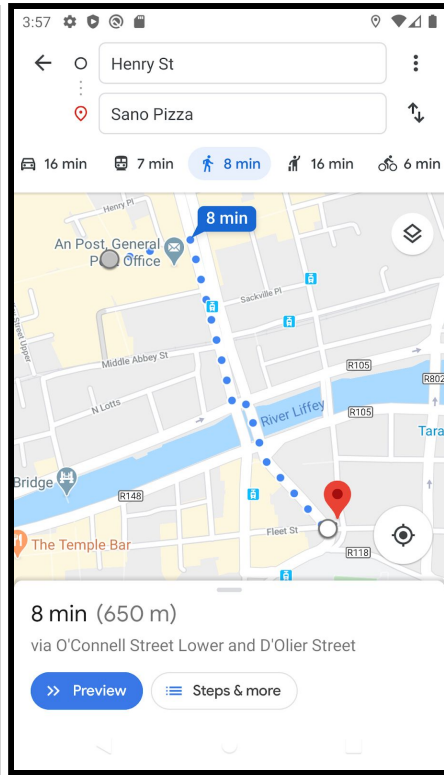 3:57
Henry St
Sano Pizza
16 min
7 min
8 min
16 min
6 min
Henry Pl
8 min
An Post, General
Post Office
Sackville Pl
Street Upper
Middle Abbey St
R105
R802
N Lotts
River Liffey
R105
Tara
Bridge
R148
Fleet St
The Temple Bar
R118
8 min (650 m)
via O'Connell Street Lower and D'Olier Street
Preview
Steps & more